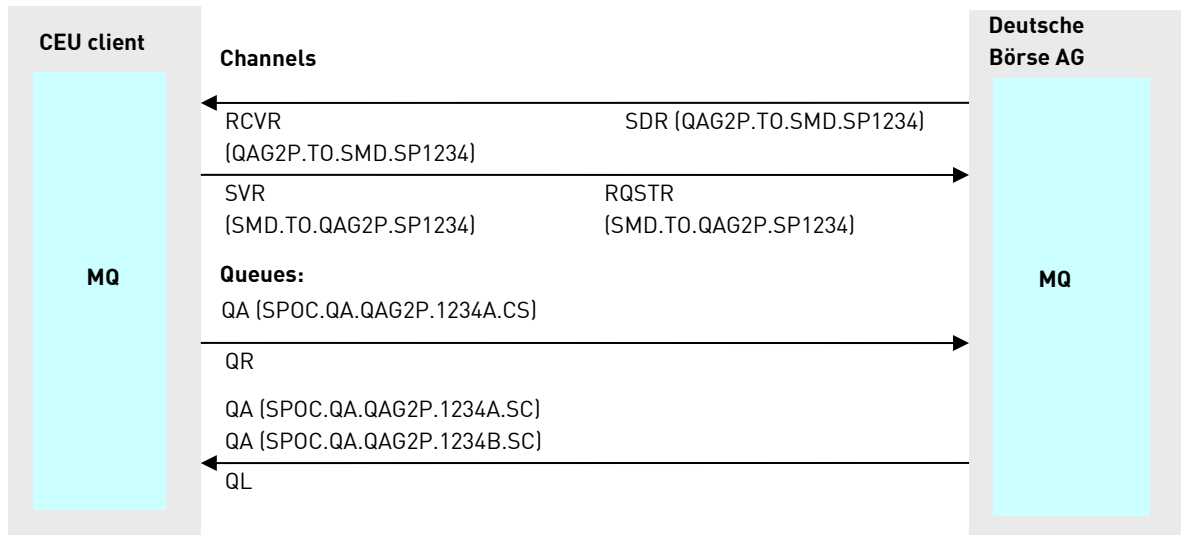 CEU client
Deutsche
Börse AG
Channels
RCVR
SDR (QAG2P.TO.SMD.SP1234)
(QAG2P.TO.SMD.SP1234)
SVR
RQSTR
(SMD.TO.QAG2P.SP1234)
(SMD.TO.QAG2P.SP1234)
MQ
Queues:
MQ
QA (SPOC.QA.QAG2P.1234A.CS)
QR
QA (SPOC.QA.QAG2P.1234A.SC)
QA (SPOC.QA.QAG2P.1234B.SC)
QL